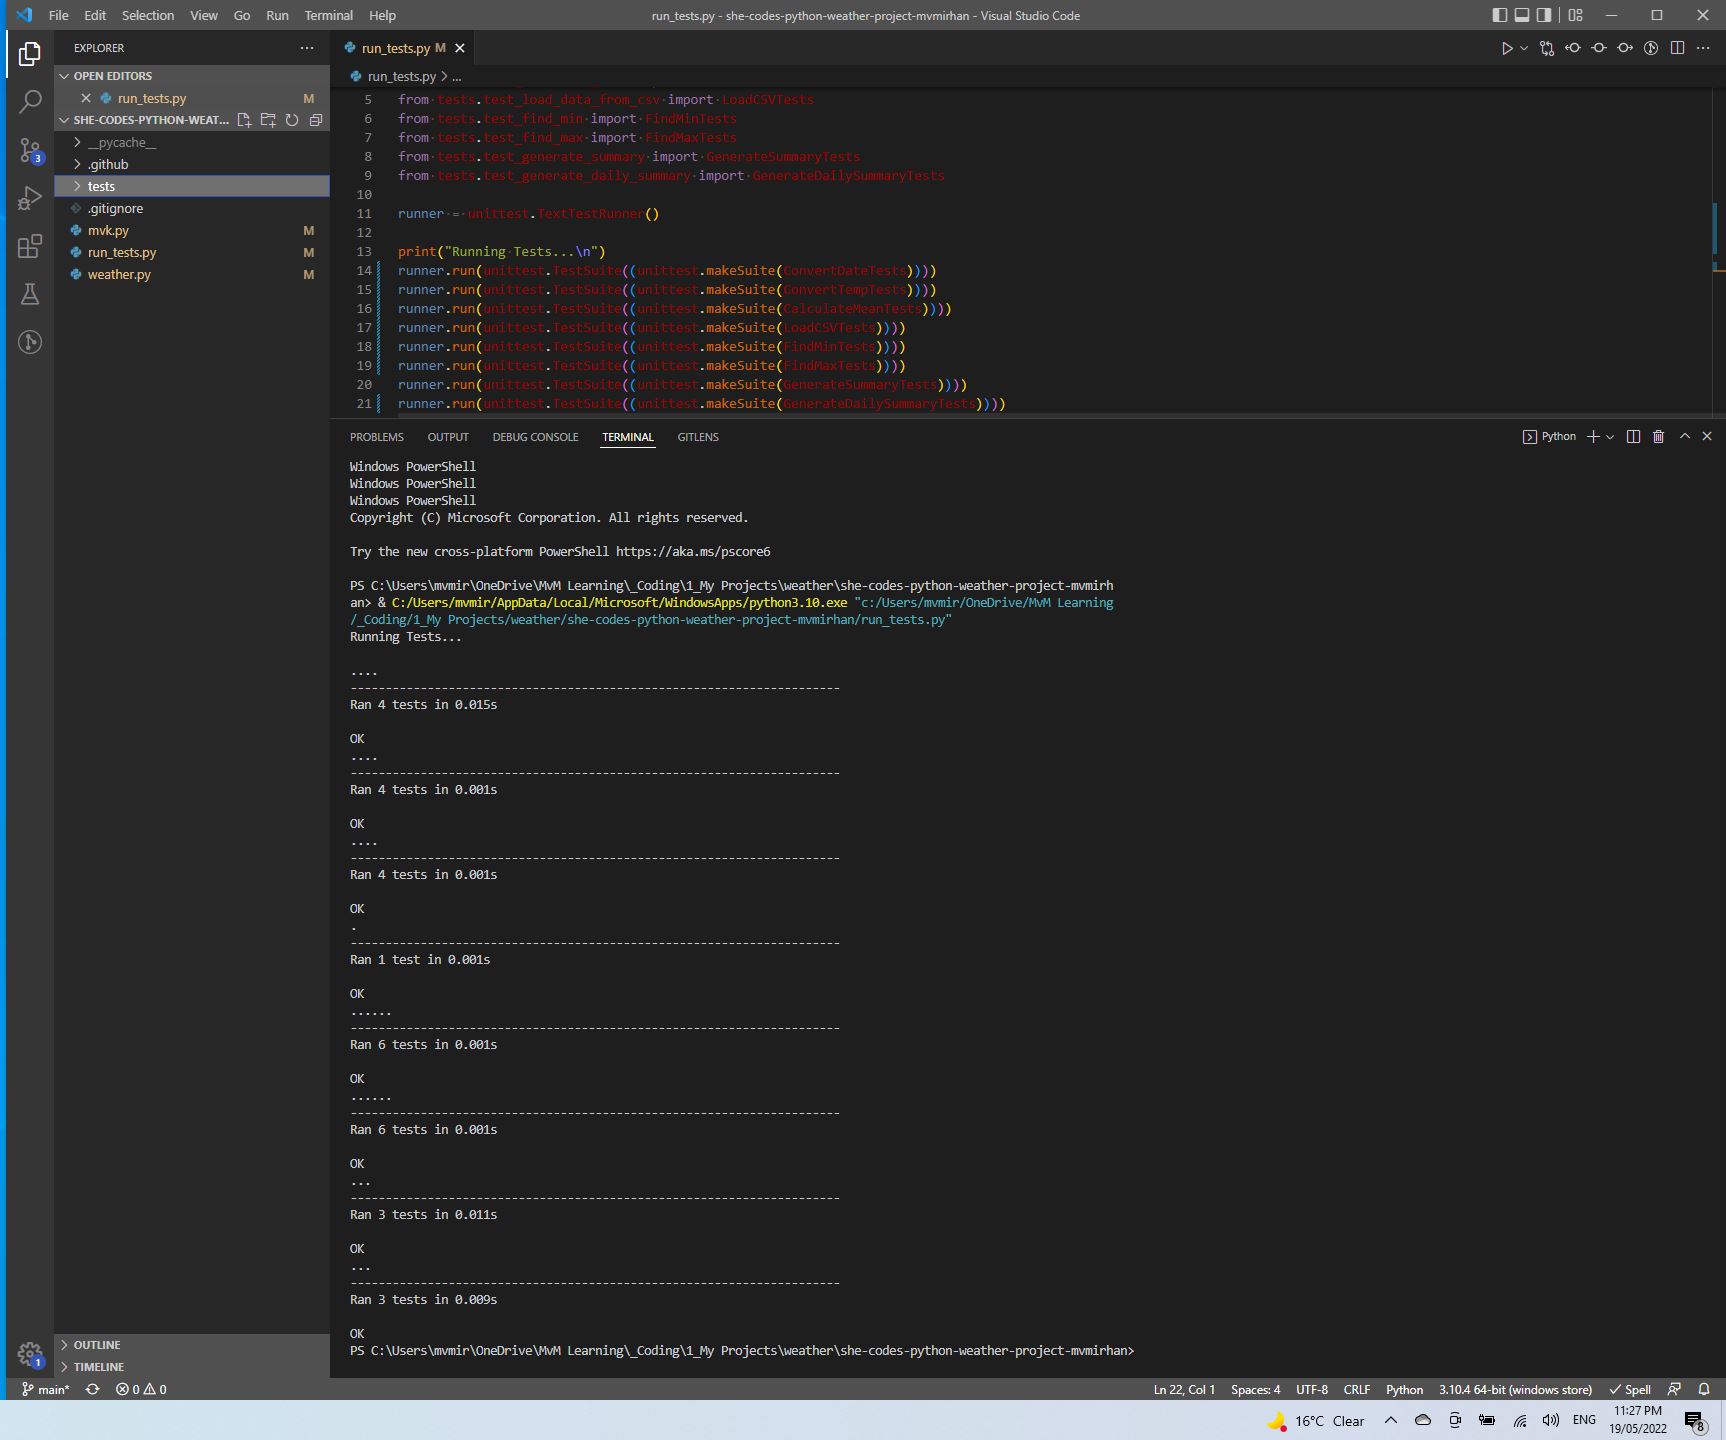 File Edit Selection View Go Run Terminal Help
run_tests.py - she-codes-python-weather-project-mvmirhan - Visual Studio Code
EXPLORER
OPEN EDITORS
run_tests.py M
SHE-CODES-PYTHON-WEAT...
__pycache__
.github
tests
.gitignore
mvk.py M
run_tests.py M
weather.py M
OUTLINE
TIMELINE
3
1
run_tests.py M
run_tests.py > ...
5 from tests.test_load_data_from_csv import LoadCSVTests
6 from tests.test_find_min import FindMinTests
7 from tests.test_find_max import FindMaxTests
8 from tests.test_generate_summary import GenerateSummaryTests
9 from tests.test_generate_daily_summary import GenerateDailySummaryTests
10
11 runner = unittest.TextTestRunner()
12
13 print("Running Tests...\n")
14 runner.run(unittest.TestSuite((unittest.makeSuite(ConvertDateTests))))
15 runner.run(unittest.TestSuite((unittest.makeSuite(ConvertTempTests))))
16 runner.run(unittest.TestSuite((unittest.makeSuite(CalculateMeanTests))))
17 runner.run(unittest.TestSuite((unittest.makeSuite(LoadCSVTests))))
18 runner.run(unittest.TestSuite((unittest.makeSuite(FindMinTests))))
19 runner.run(unittest.TestSuite((unittest.makeSuite(FindMaxTests))))
20 runner.run(unittest.TestSuite((unittest.makeSuite(GenerateSummaryTests))))
21 runner.run(unittest.TestSuite((unittest.makeSuite(GenerateDailySummaryTests))))
PROBLEMS OUTPUT DEBUG CONSOLE TERMINAL GITLENS
Python
Windows PowerShell
Windows PowerShell
Windows PowerShell
Copyright (C) Microsoft Corporation. All rights reserved.
Try the new cross-platform PowerShell https://aka.ms/pscore6
PS C:\Users\mvmir\OneDrive\MvM Learning\_Coding\1_My Projects\weather\she-codes-python-weather-project-mvmirh
an> & C:/Users/mvmir/AppData/Local/Microsoft/WindowsApps/python3.10.exe "c:/Users/mvmir/OneDrive/MvM Learning
/_Coding/1_My Projects/weather/she-codes-python-weather-project-mvmirhan/run_tests.py"
Running Tests...
....
----------------------------------------------------------------------
Ran 4 tests in 0.015s
OK
....
----------------------------------------------------------------------
Ran 4 tests in 0.001s
OK
....
----------------------------------------------------------------------
Ran 4 tests in 0.001s
OK
.
----------------------------------------------------------------------
Ran 1 test in 0.001s
OK
......
----------------------------------------------------------------------
Ran 6 tests in 0.001s
OK
......
----------------------------------------------------------------------
Ran 6 tests in 0.001s
OK
...
----------------------------------------------------------------------
Ran 3 tests in 0.011s
OK
...
----------------------------------------------------------------------
Ran 3 tests in 0.009s
OK
PS C:\Users\mvmir\OneDrive\MvM Learning\_Coding\1_My Projects\weather\she-codes-python-weather-project-mvmirhan>
main* 0 0 Ln 22, Col 1 Spaces: 4 UTF-8 CRLF Python 3.10.4 64-bit (windows store) Spell
16°C Clear ENG 11:27 PM
19/05/2022 8